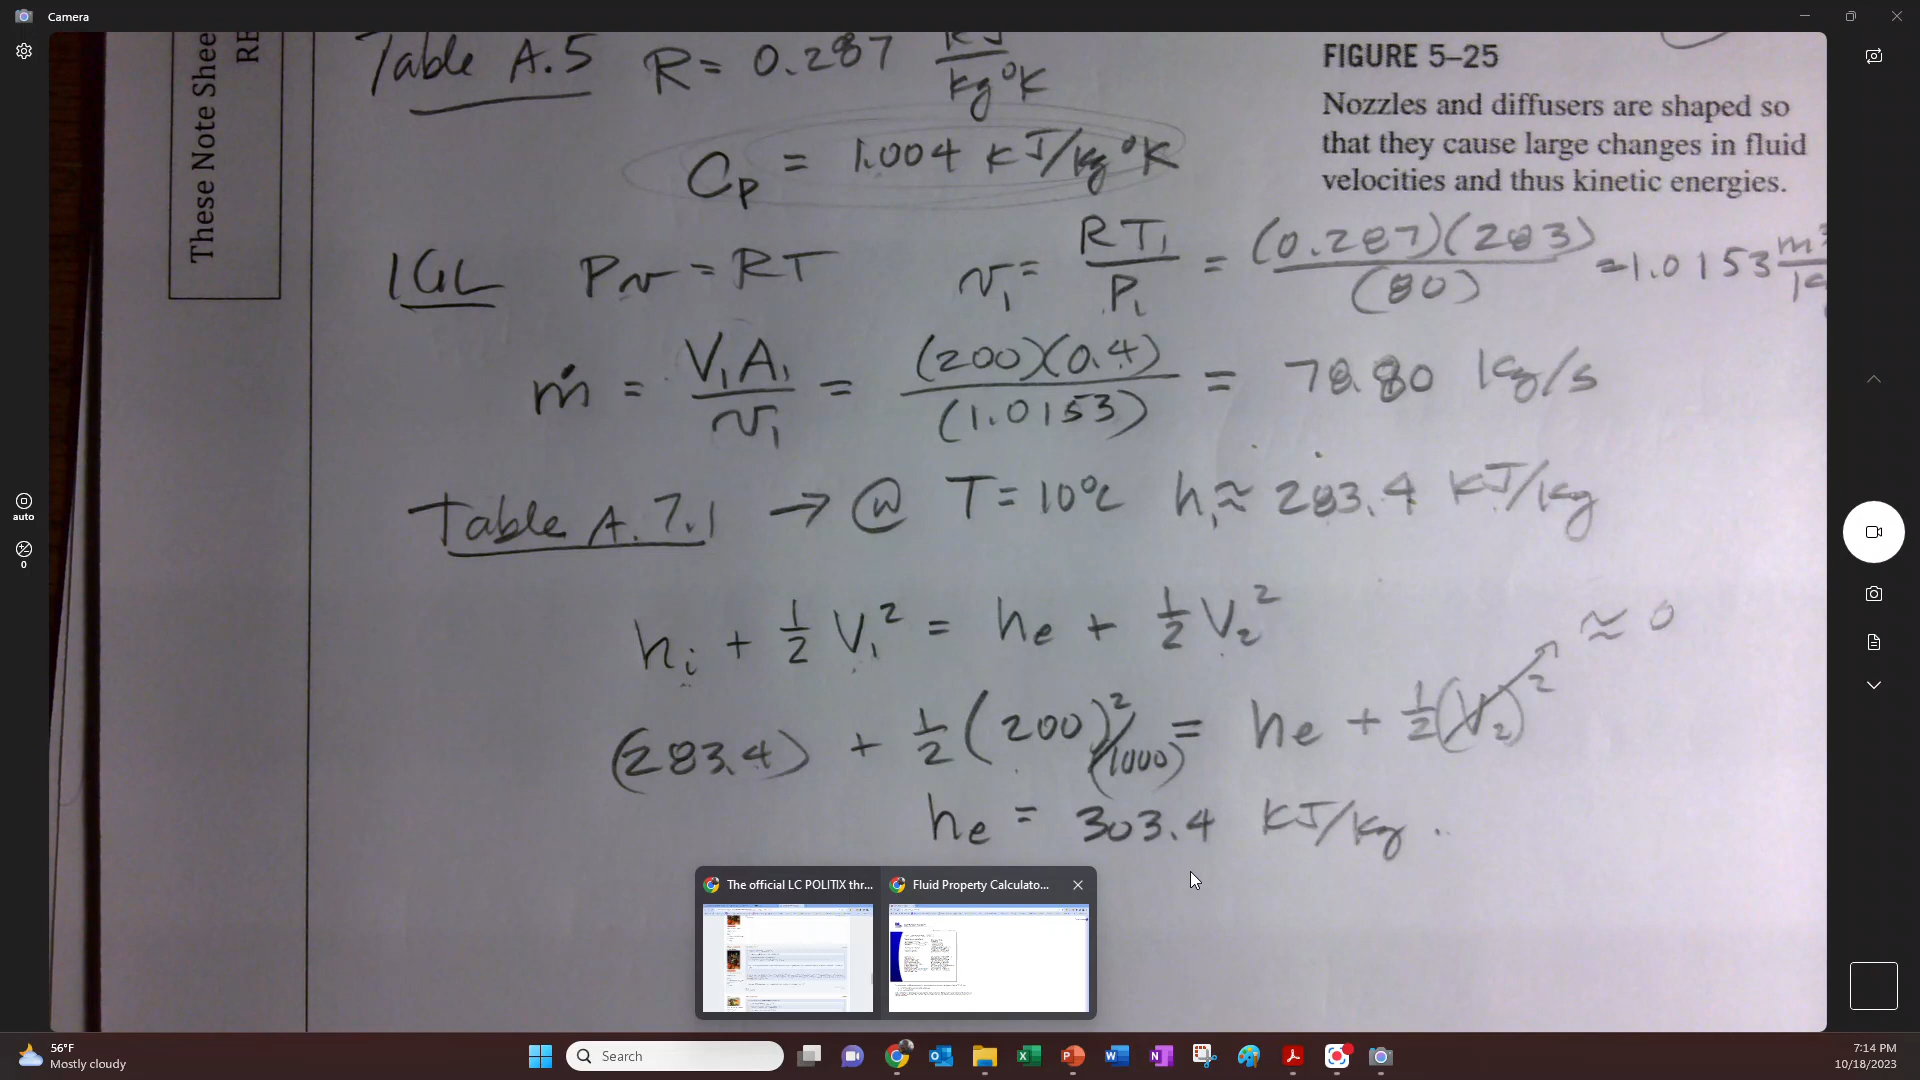 Camera
These Note Shee
RE
Table A.5 R = 0.287 KJ/kg°K
Cp = 1.004 KJ/kg°K
FIGURE 5–25
Nozzles and diffusers are shaped so
that they cause large changes in fluid
velocities and thus kinetic energies.
IGL Pv = RT v₁ = RT₁/P₁ = (0.287)(283)/(80) = 1.0153 m³/K
ṁ = V₁A₁/v₁ = (200)(0.4)/(1.0153) = 78.80 Kg/s
Table A.7.1 → @ T = 10°C h₁ ≈ 283.4 KJ/Kg
hᵢ + ½ V₁² = hₑ + ½ V₂²
(283.4) + ½ (200)²/(1000) = hₑ + ½ (V₂)² ≈ 0
hₑ = 303.4 KJ/Kg
auto
0
The official LC POLITIX thr...
Fluid Property Calculato...
56°F
Mostly cloudy
Search
7:14 PM
10/18/2023